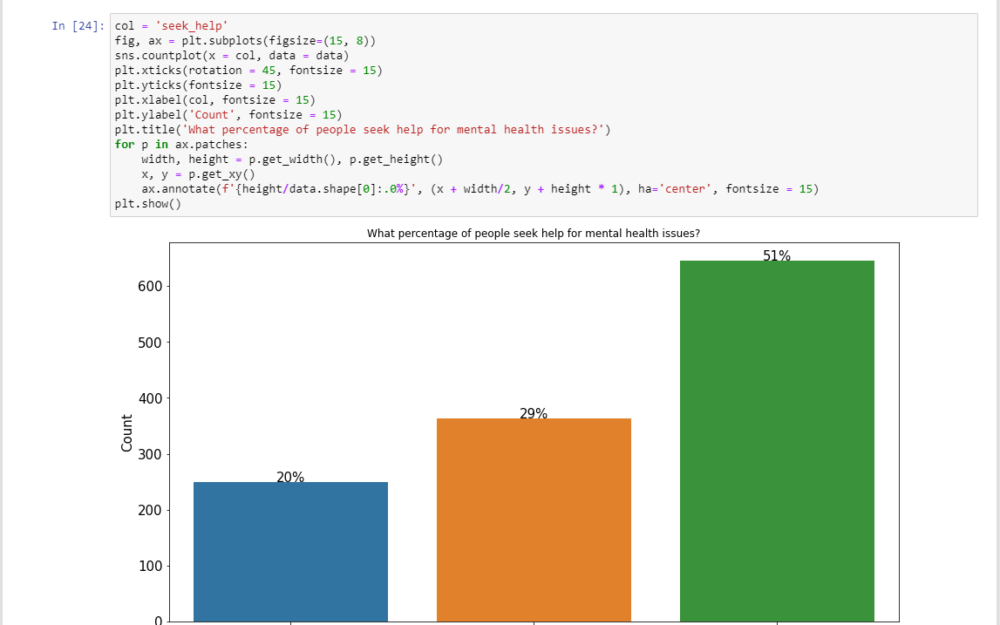 In [24]: col = 'seek_help'
fig, ax = plt.subplots(figsize=(15, 8))
sns.countplot(x = col, data = data)
plt.xticks(rotation = 45, fontsize = 15)
plt.yticks(fontsize = 15)
plt.xlabel(col, fontsize = 15)
plt.ylabel('Count', fontsize = 15)
plt.title('What percentage of people seek help for mental health issues?')
for p in ax.patches:
    width, height = p.get_width(), p.get_height()
    x, y = p.get_xy()
    ax.annotate(f'{height/data.shape[0]:.0%}', (x + width/2, y + height * 1), ha='center', fontsize = 15)
plt.show()
What percentage of people seek help for mental health issues?
51%
600
500
400
29%
Count
300
20%
200
100
0